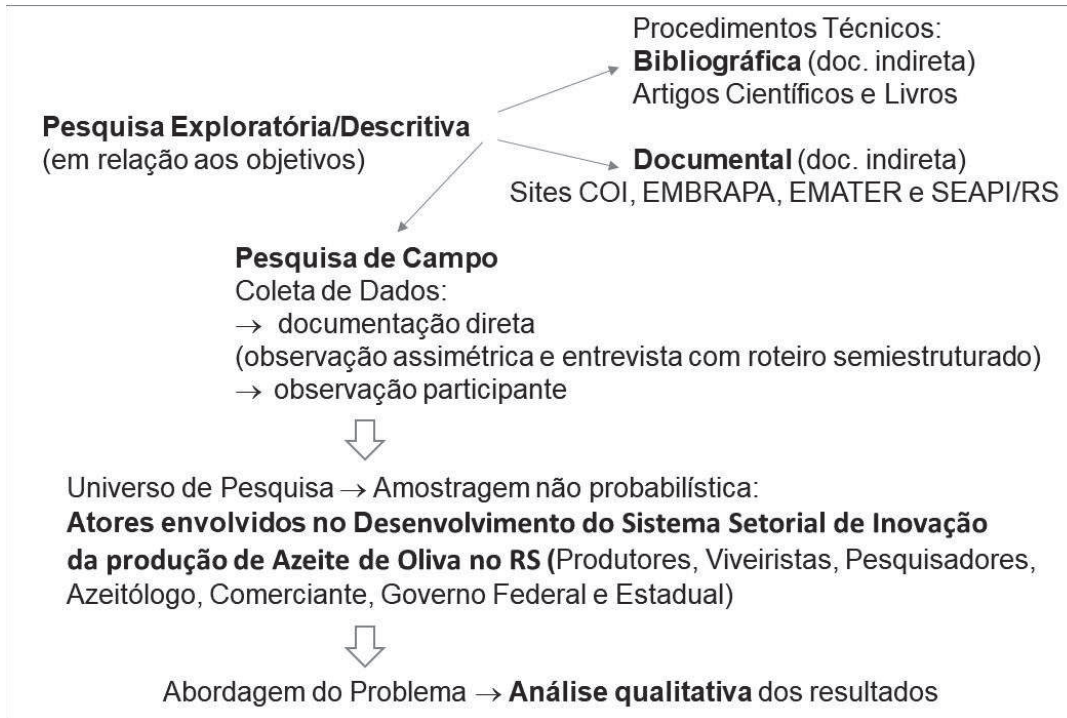 Procedimentos Técnicos:
Bibliográfica (doc. indireta)
Artigos Científicos e Livros
Pesquisa Exploratória/Descritiva
(em relação aos objetivos)
Documental (doc. indireta)
Sites COI, EMBRAPA, EMATER e SEAPI/RS
Pesquisa de Campo
Coleta de Dados:
→ documentação direta
(observação assimétrica e entrevista com roteiro semiestruturado)
→ observação participante
Universo de Pesquisa → Amostragem não probabilística:
Atores envolvidos no Desenvolvimento do Sistema Setorial de Inovação
da produção de Azeite de Oliva no RS (Produtores, Viveiristas, Pesquisadores,
Azeitólogo, Comerciante, Governo Federal e Estadual)
Abordagem do Problema → Análise qualitativa dos resultados